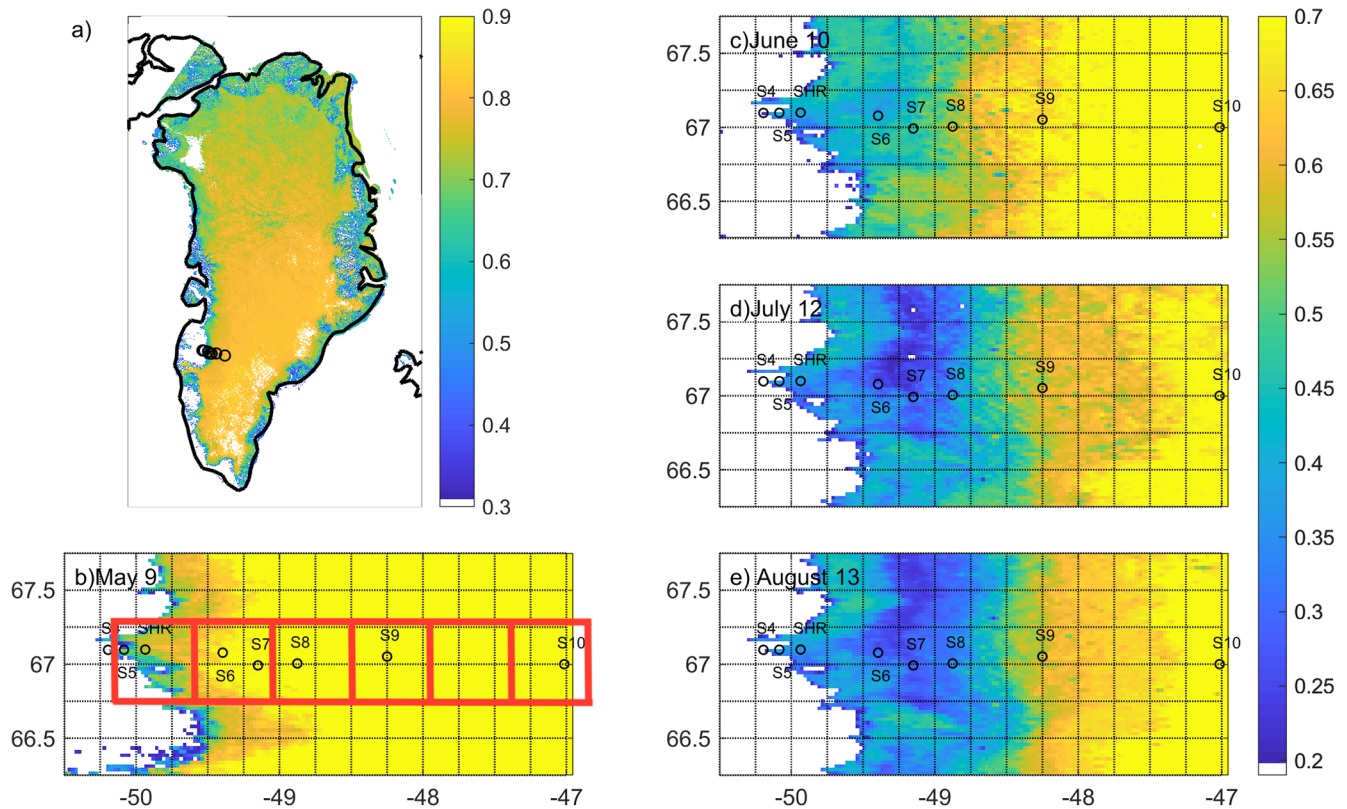 a)
0.9
0.8
0.7
0.6
0.5
0.4
0.3
c)June 10
67.5
67
66.5
S4
SHR
S5
S6
S7
S8
S9
S10
0.7
0.65
0.6
0.55
0.5
0.45
0.4
0.35
0.3
0.25
0.2
d)July 12
67.5
67
66.5
S4
SHR
S5
S6
S7
S8
S9
S10
b)May 9
67.5
67
66.5
SHR
S5
S6
S7
S8
S9
S10
-50
-49
-48
-47
e) August 13
67.5
67
66.5
S4
SHR
S5
S6
S7
S8
S9
S10
-50
-49
-48
-47